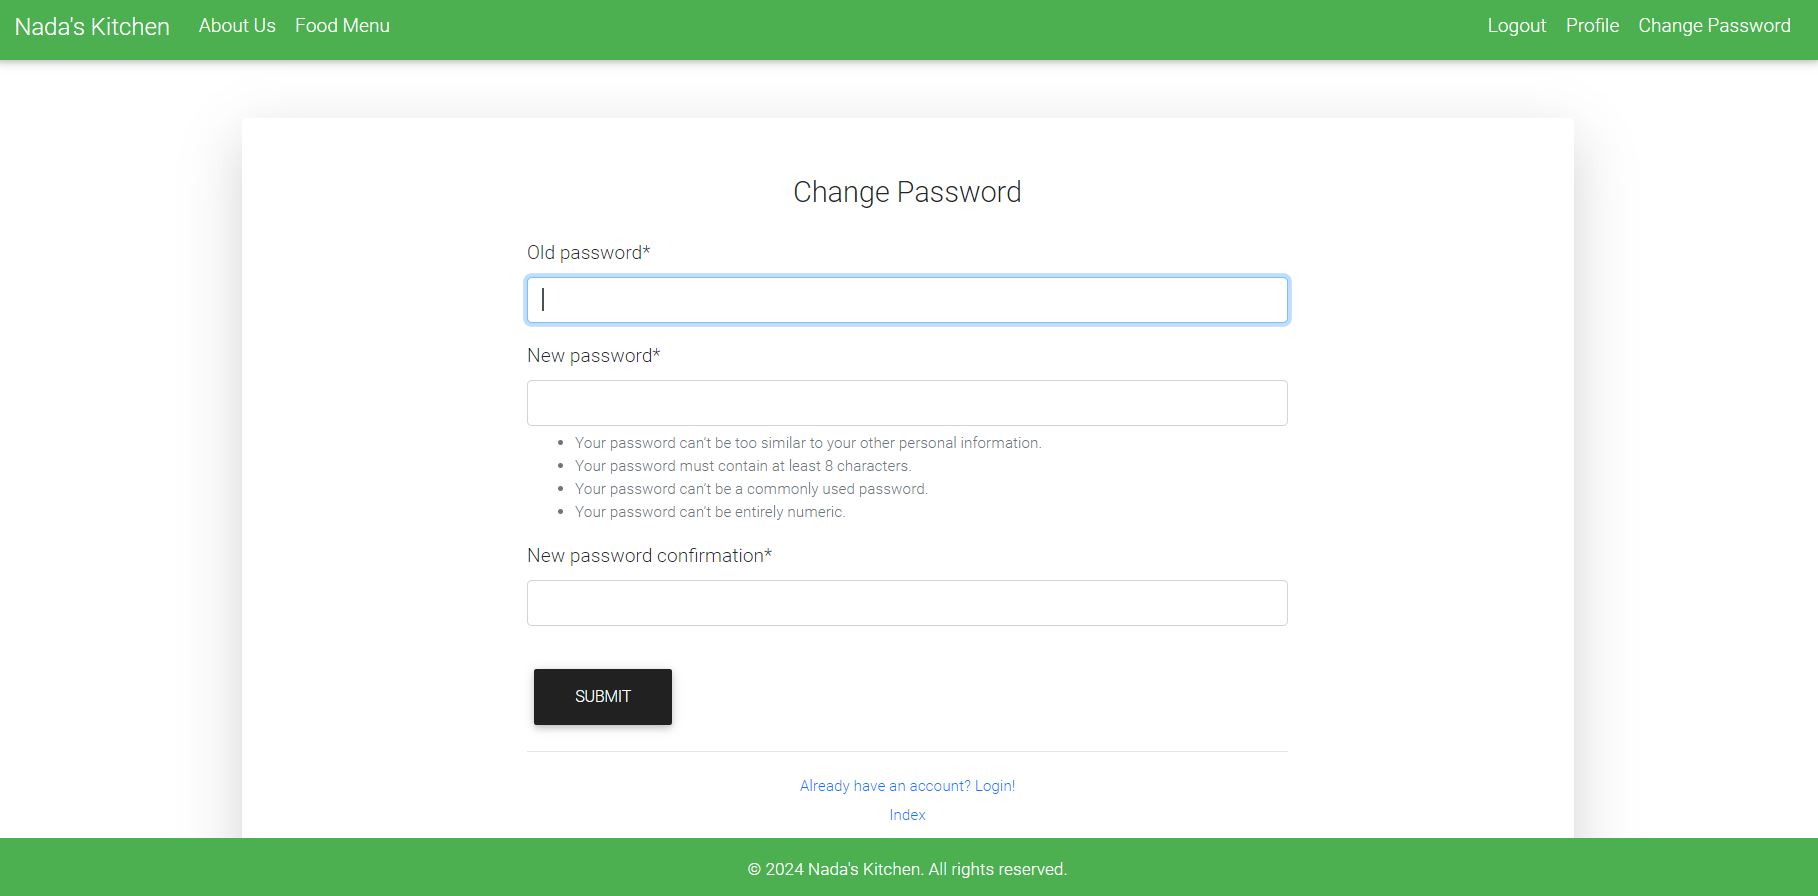 Nada's Kitchen About Us Food Menu Logout Profile Change Password
Change Password
Old password*
New password*
Your password can't be too similar to your other personal information.
Your password must contain at least 8 characters.
Your password can't be a commonly used password.
Your password can't be entirely numeric.
New password confirmation*
SUBMIT
Already have an account? Login!
Index
© 2024 Nada's Kitchen. All rights reserved.